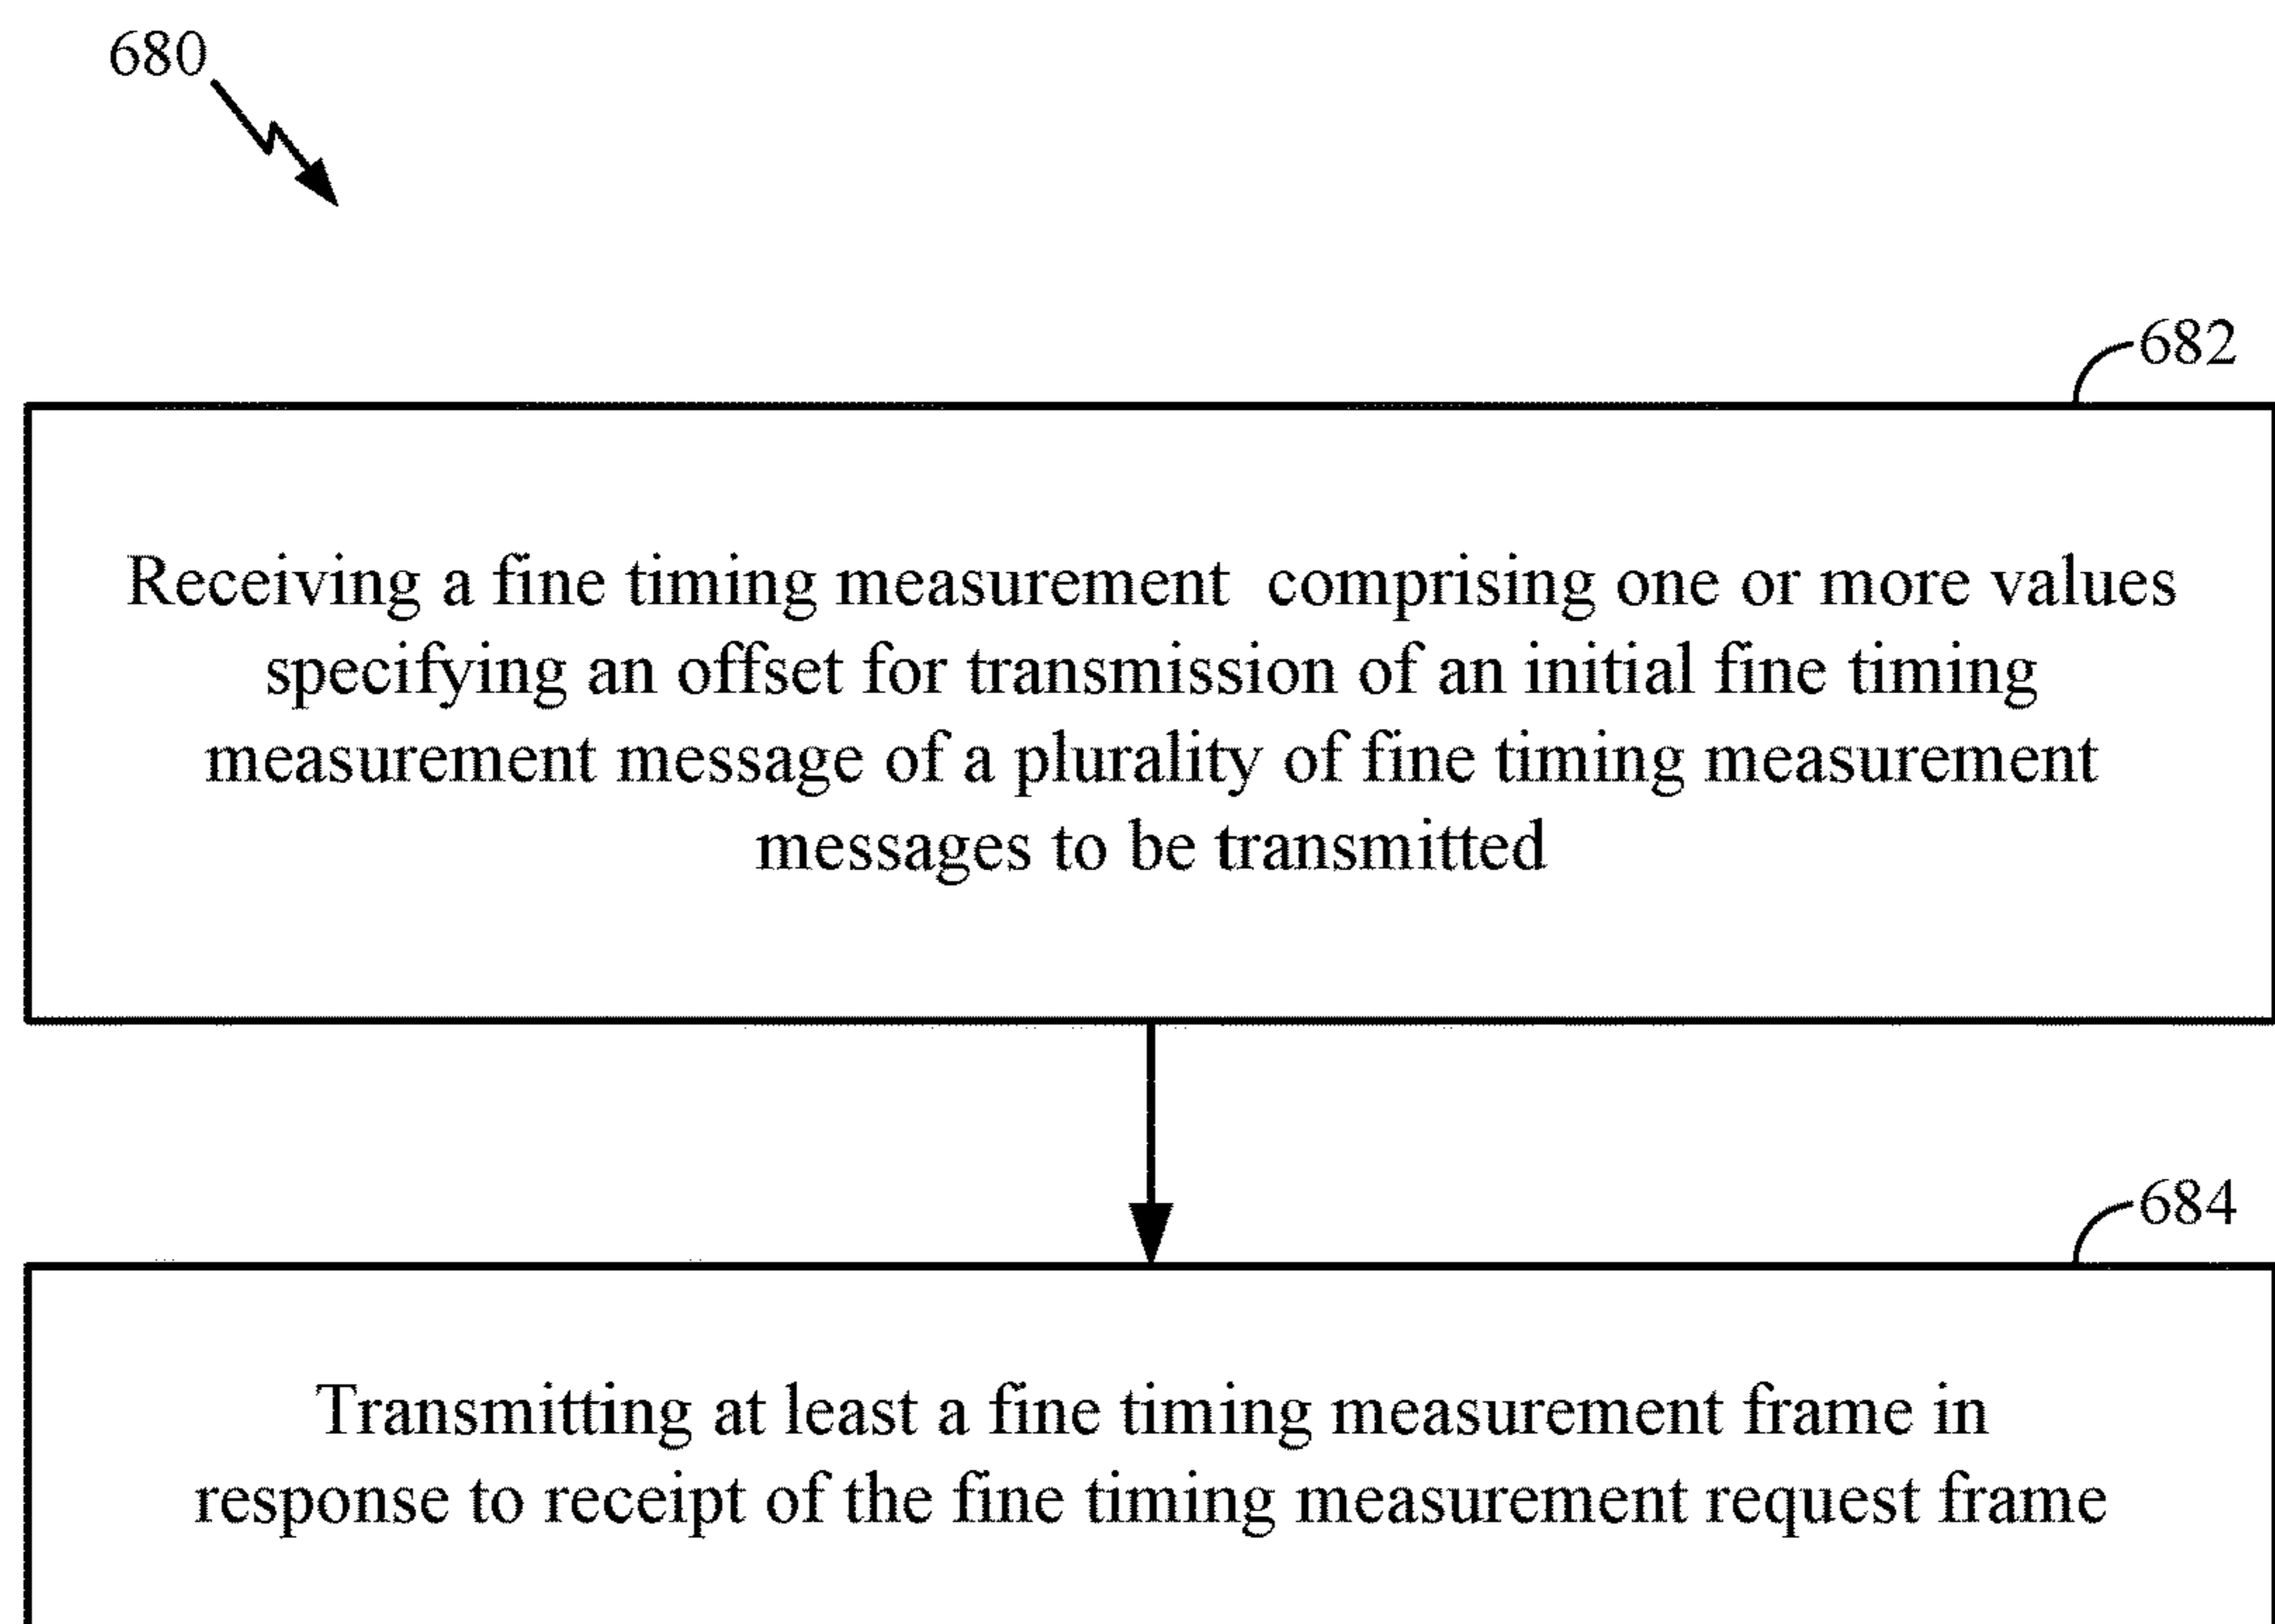 680
682
Receiving a fine timing measurement comprising one or more values
specifying an offset for transmission of an initial fine timing
measurement message of a plurality of fine timing measurement
messages to be transmitted
684
Transmitting at least a fine timing measurement frame in
response to receipt of the fine timing measurement request frame